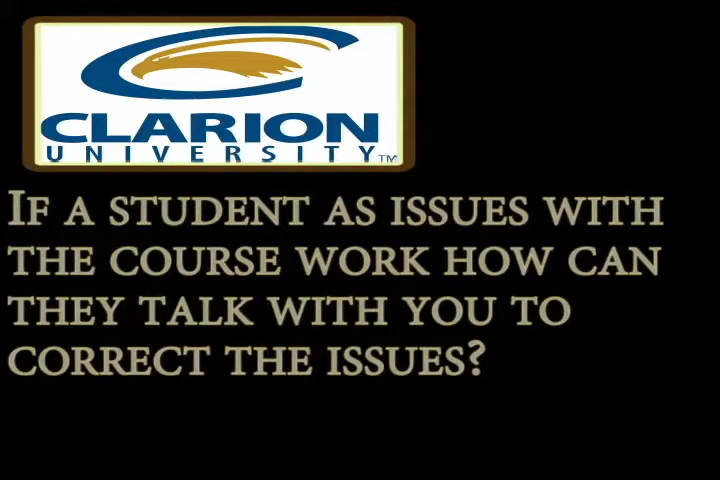 CLARION
UNIVERSITY™
If a student as issues with
the course work how can
they talk with you to
correct the issues?